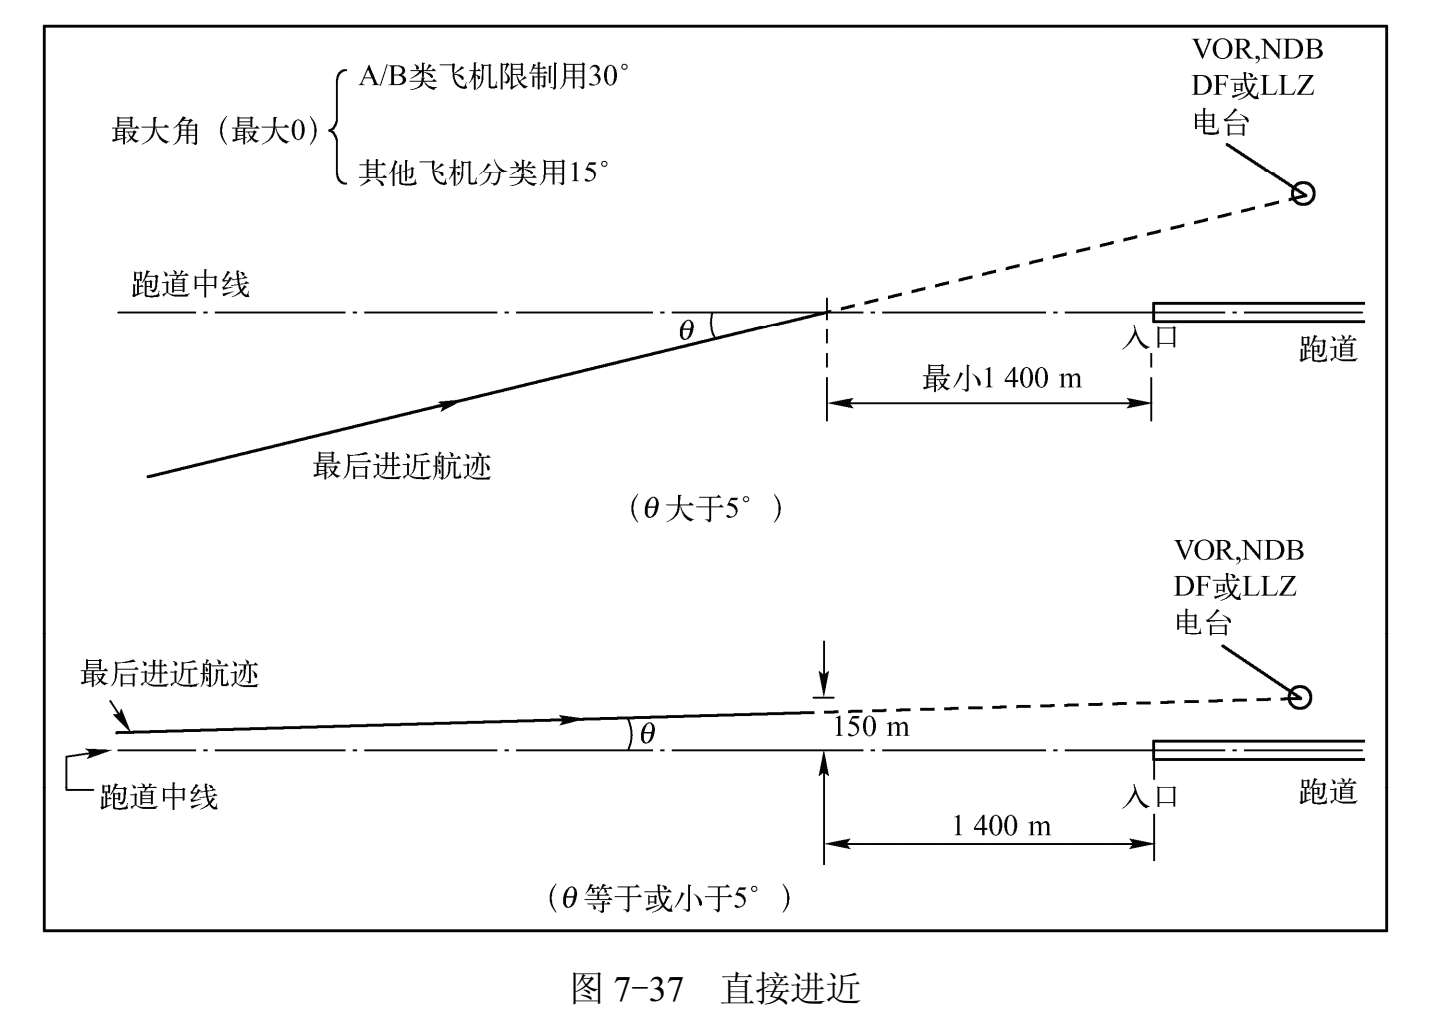 VOR,NDB
DF或LLZ
电台
A/B类飞机限制用30°
最大角（最大0）
其他飞机分类用15°
跑道中线
θ
入口
跑道
最小1 400 m
最后进近航迹
（θ大于5°）
VOR,NDB
DF或LLZ
电台
最后进近航迹
θ
150 m
跑道中线
入口
跑道
1 400 m
（θ等于或小于5°）
图 7-37 直接进近